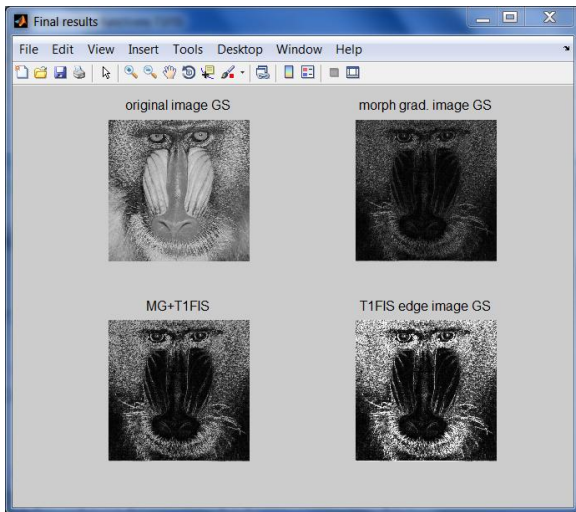 Final results
File Edit View Insert Tools Desktop Window Help
original image GS
morph grad. image GS
MG+T1FIS
T1FIS edge image GS